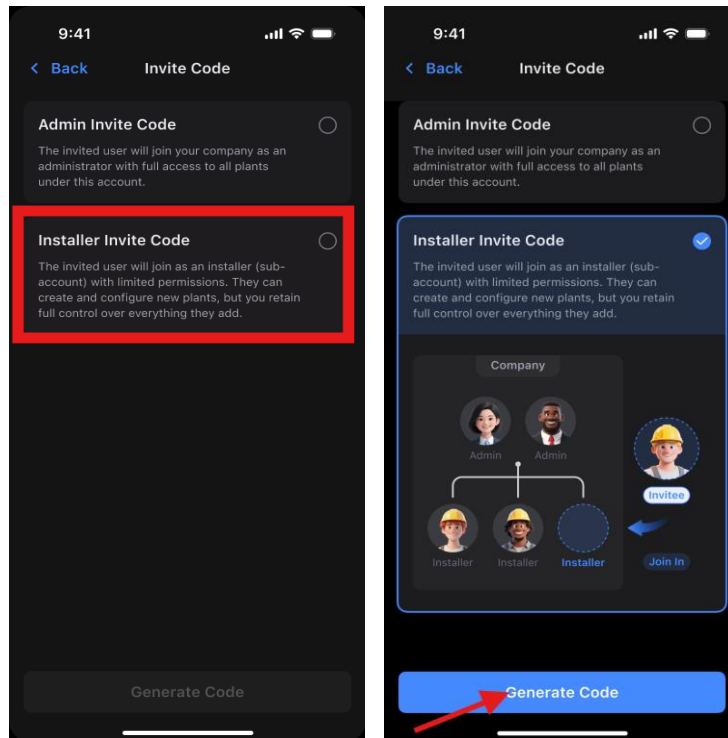 9:41
Back
Invite Code
Admin Invite Code
The invited user will join your company as an
administrator with full access to all plants
under this account.
Installer Invite Code
The invited user will join as an installer (sub-
account) with limited permissions. They can
create and configure new plants, but you retain
full control over everything they add.
Generate Code
9:41
Back
Invite Code
Admin Invite Code
The invited user will join your company as an
administrator with full access to all plants
under this account.
Installer Invite Code
The invited user will join as an installer (sub-
account) with limited permissions. They can
create and configure new plants, but you retain
full control over everything they add.
Company
Admin
Admin
Invitee
Installer
Installer
Installer
Join In
Generate Code